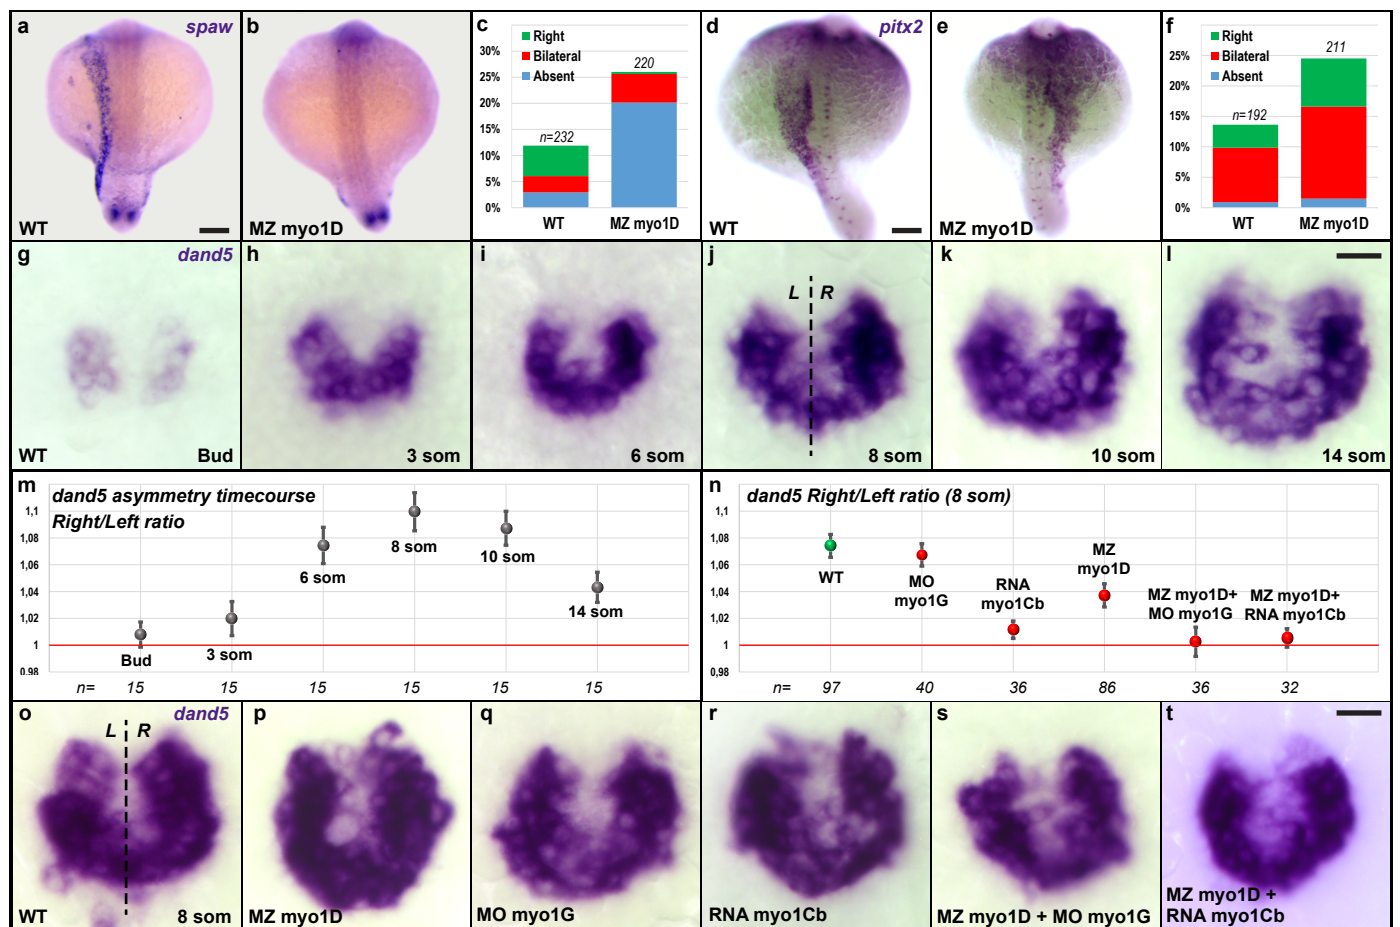 a
spaw
WT
b
MZ myo1D
c
Right
Bilateral
Absent
30%
25%
20%
15%
10%
5%
0%
n=232
220
WT
MZ myo1D
d
pitx2
WT
e
MZ myo1D
f
Right
Bilateral
Absent
25%
20%
15%
10%
5%
0%
n=192
211
WT
MZ myo1D
g
dand5
WT
Bud
h
3 som
i
6 som
j
L
R
8 som
k
10 som
l
14 som
m
dand5 asymmetry timecourse
Right/Left ratio
1,1
1,08
1,06
1,04
1,02
1
0,98
Bud
3 som
6 som
8 som
10 som
14 som
n= 15 15 15 15 15 15
n
dand5 Right/Left ratio (8 som)
1,1
1,08
1,06
1,04
1,02
1
0,98
WT
MO
myo1G
RNA
myo1Cb
MZ
myo1D
MZ myo1D+
MO myo1G
MZ myo1D+
RNA myo1Cb
n= 97 40 36 86 36 32
o
dand5
L
R
WT
8 som
p
MZ myo1D
q
MO myo1G
r
RNA myo1Cb
s
MZ myo1D + MO myo1G
t
MZ myo1D +
RNA myo1Cb